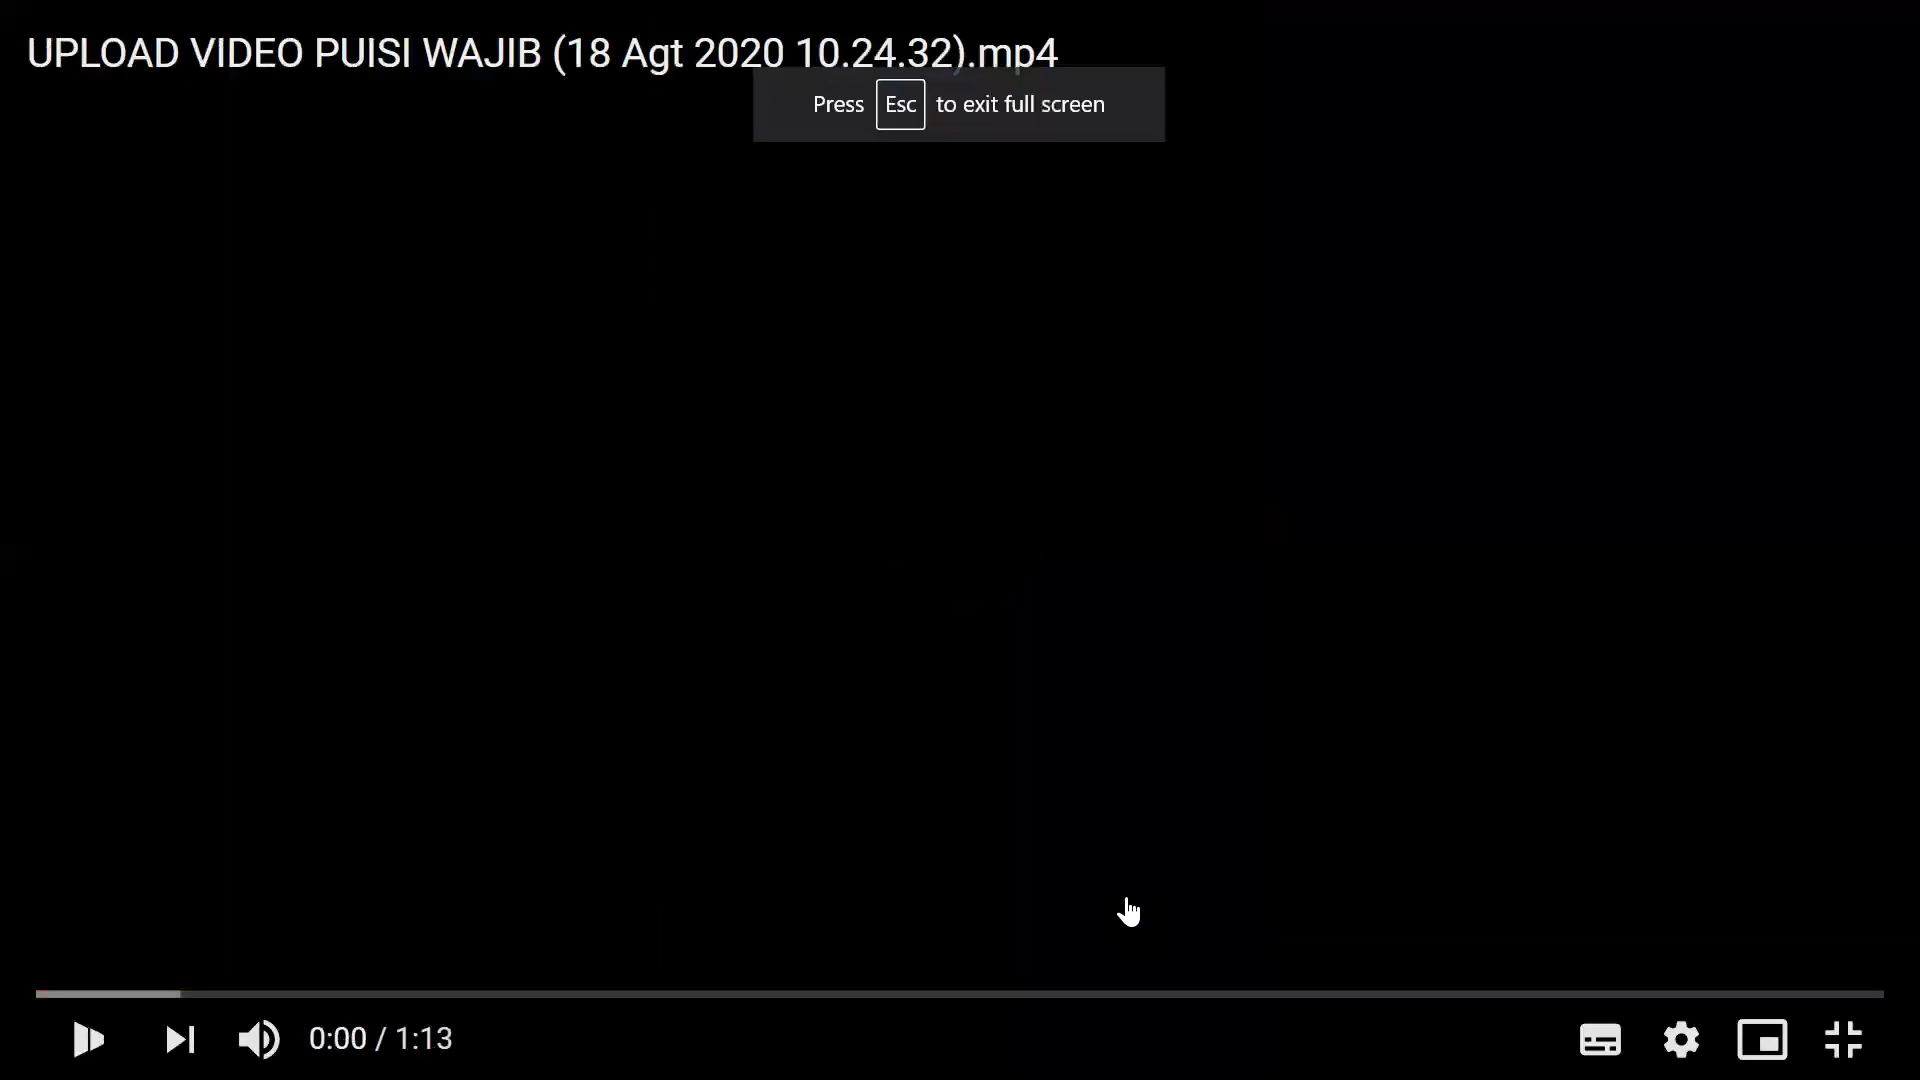 UPLOAD VIDEO PUISI WAJIB (18 Agt 2020 10.24.32).mp4
Press Esc to exit full screen
0:00 / 1:13